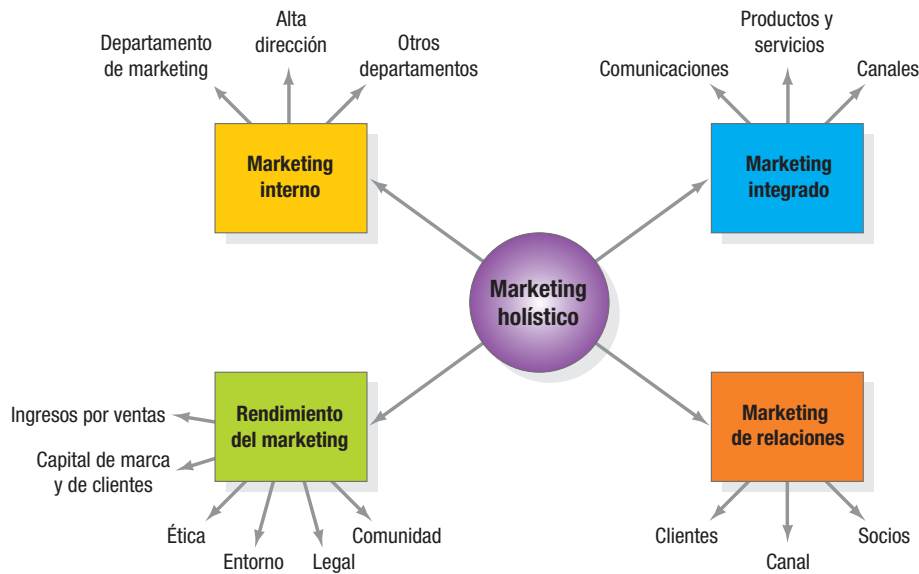 Departamento
de marketing
Alta
dirección
Otros
departamentos
Marketing
interno
Comunicaciones
Productos y
servicios
Canales
Marketing
integrado
Marketing
holístico
Ingresos por ventas
Capital de marca
y de clientes
Rendimiento
del marketing
Ética
Entorno
Legal
Comunidad
Marketing
de relaciones
Clientes
Canal
Socios